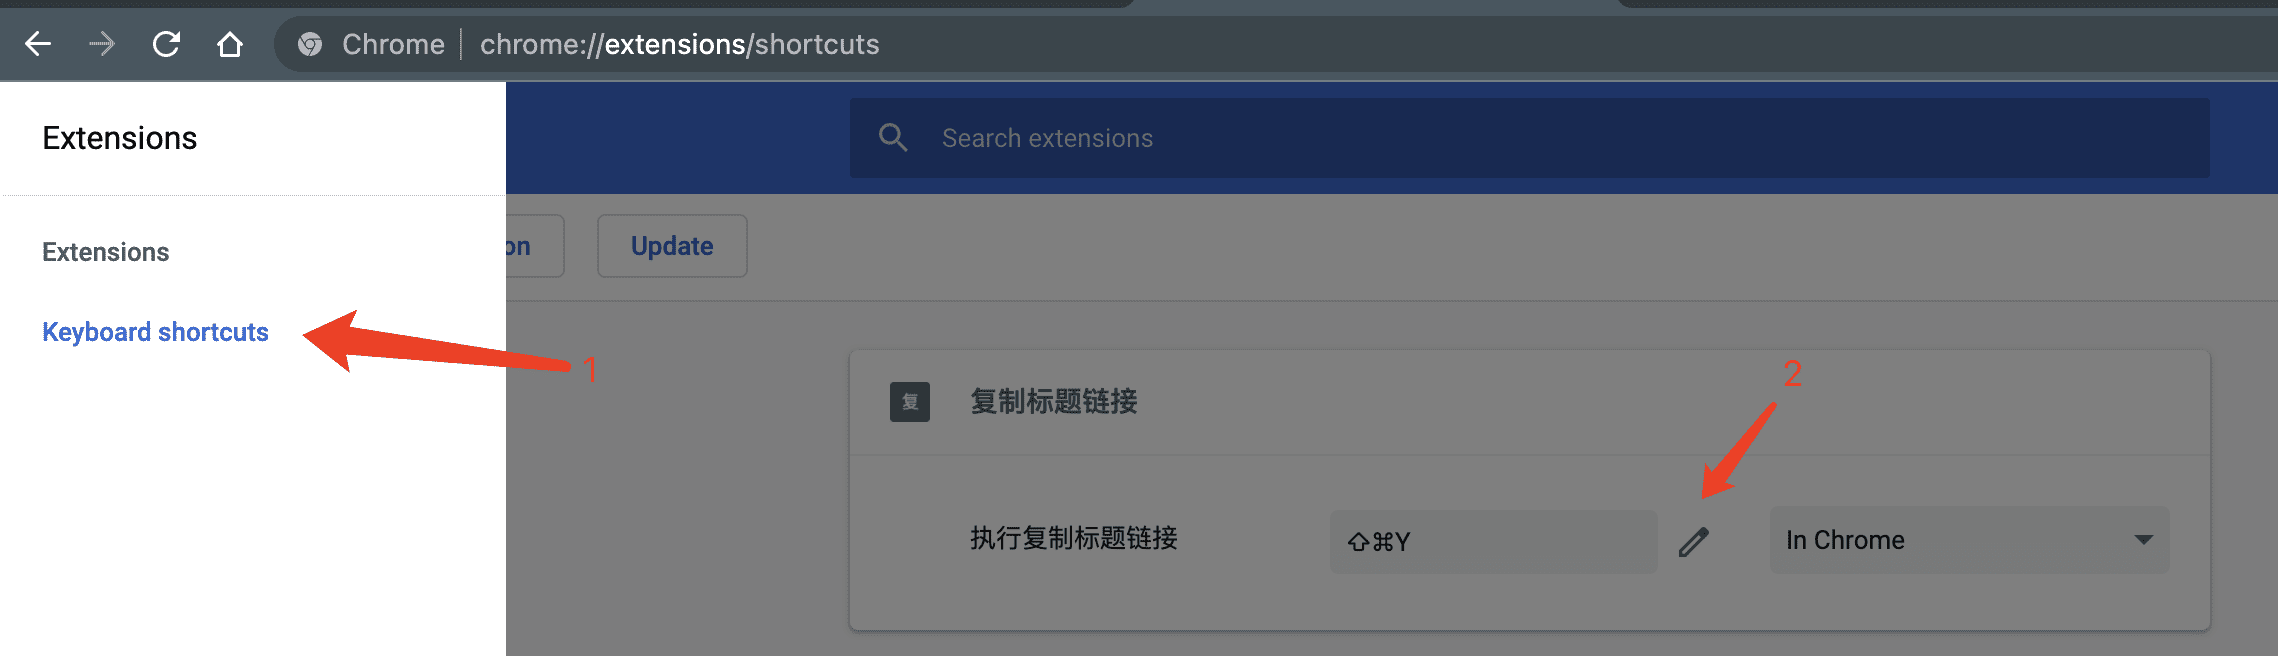 Chrome chrome://extensions/shortcuts
Extensions
Search extensions
Extensions
on
Update
Keyboard shortcuts
1
2
复
复制标题链接
执行复制标题链接
⇧⌘Y
In Chrome